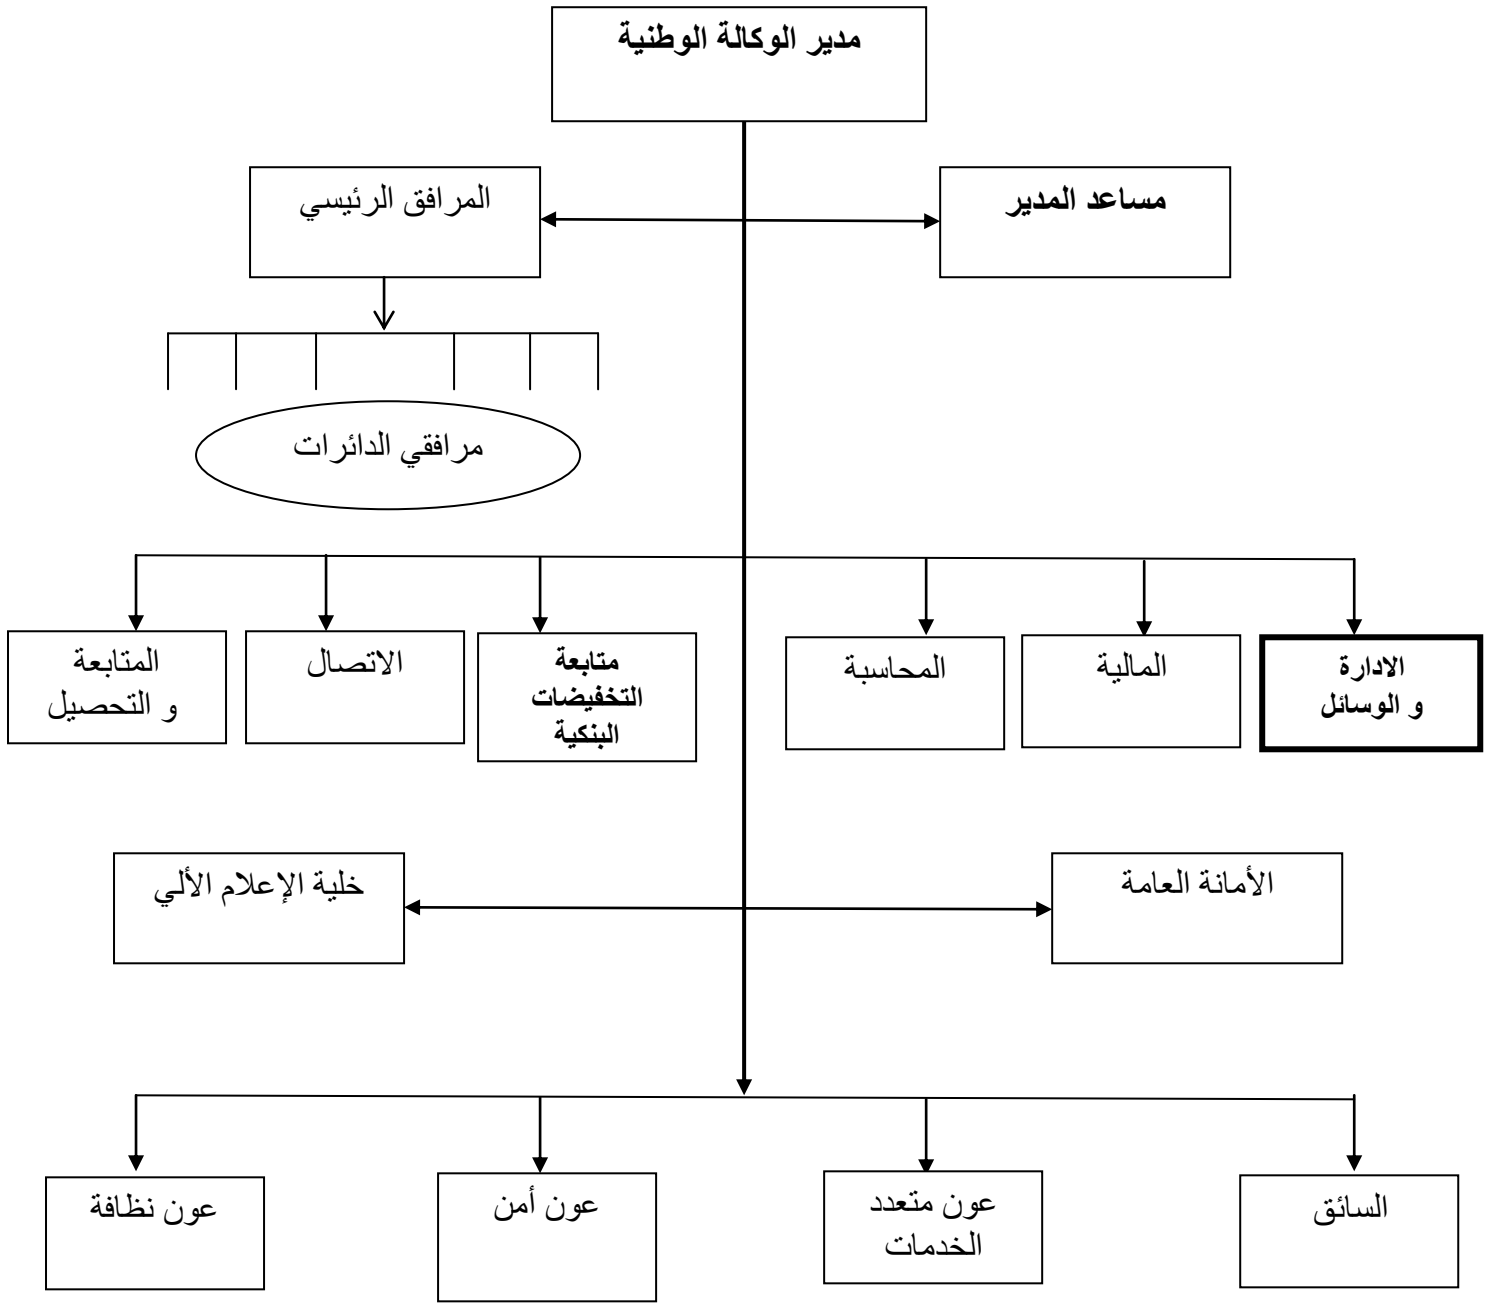 مدير الوكالة الوطنية
مساعد المدير
المرافق الرئيسي
مرافقي الدائرات
الادارة
و الوسائل
المالية
المحاسبة
متابعة
التخفيضات
البنكية
الاتصال
المتابعة
و التحصيل
الأمانة العامة
خلية الإعلام الألي
السائق
عون متعدد
الخدمات
عون أمن
عون نظافة